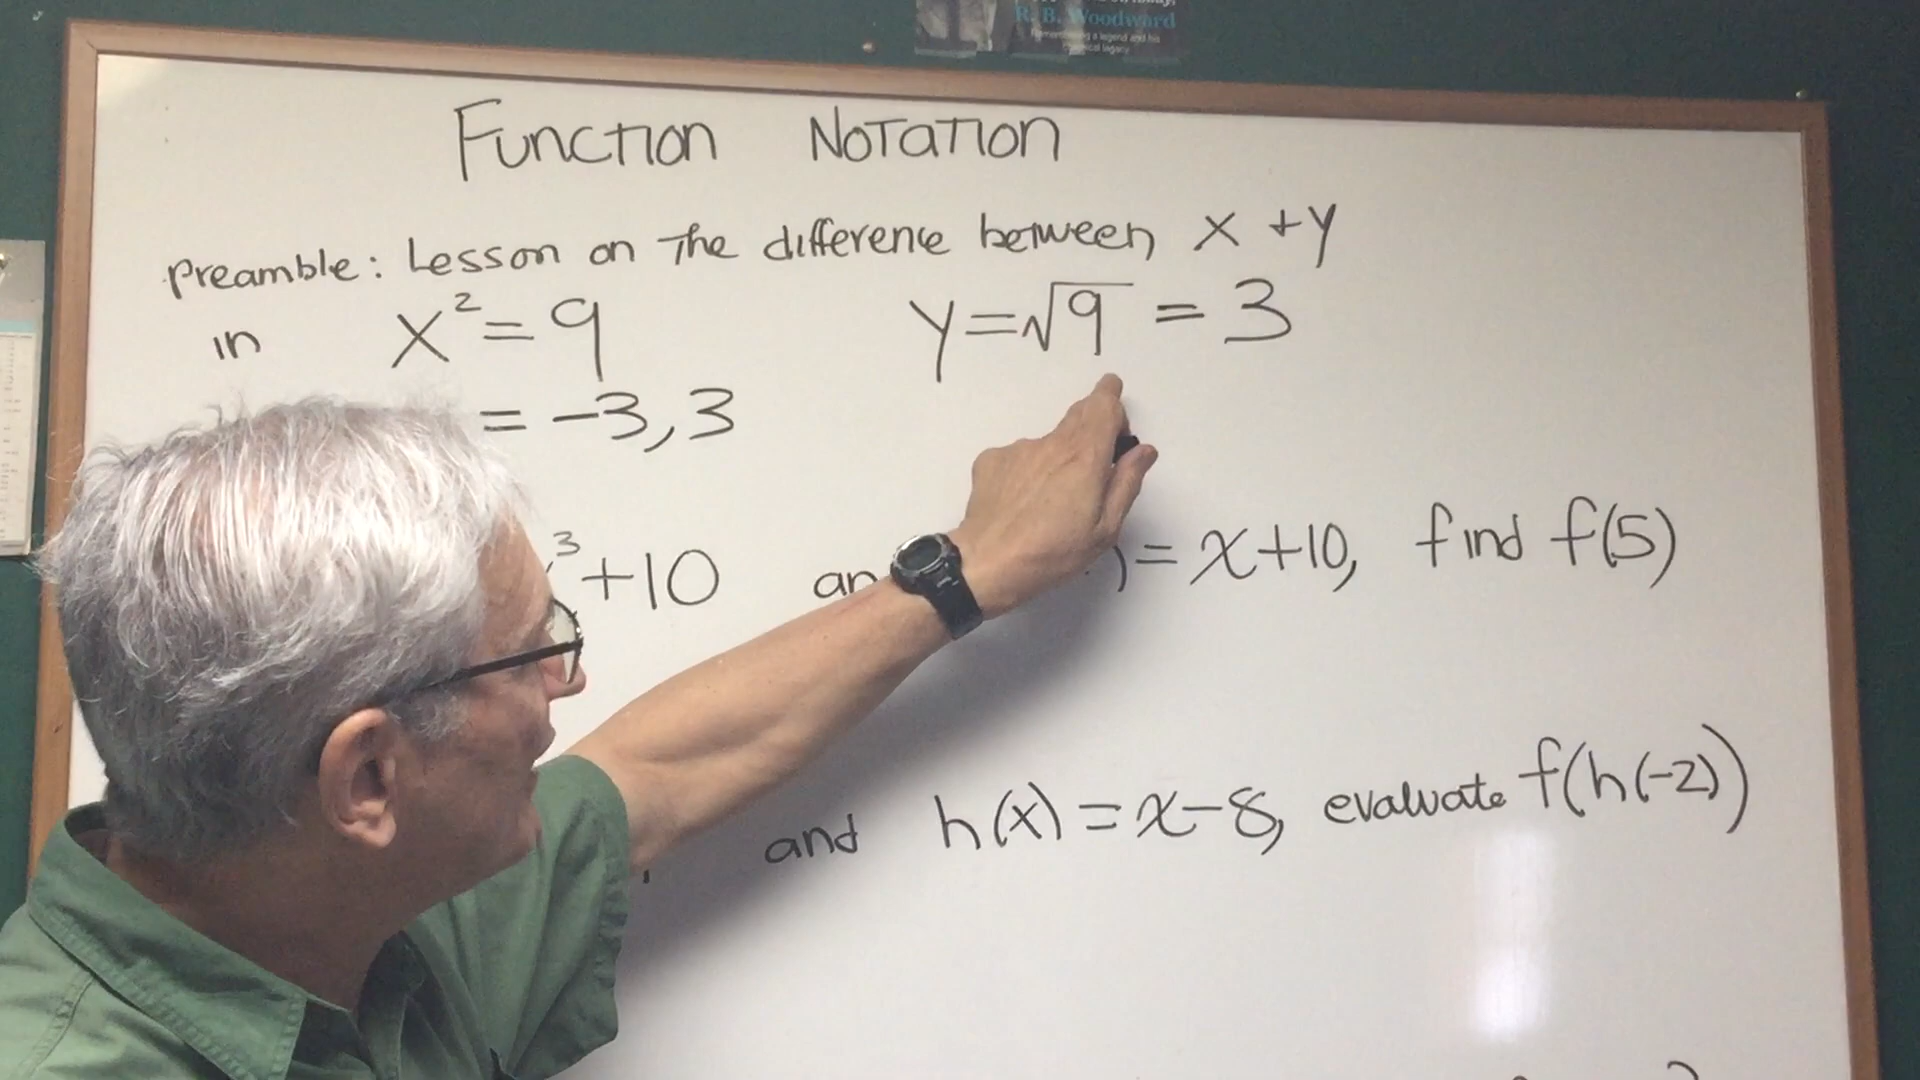 R. B. Woodward
Function Notation
Preamble: Lesson on the difference between x + y
in x² = 9 y = √9 = 3
= -3, 3
³ + 10 ) = x + 10, find f(5)
and h(x) = x - 8, evaluate f(h(-2))